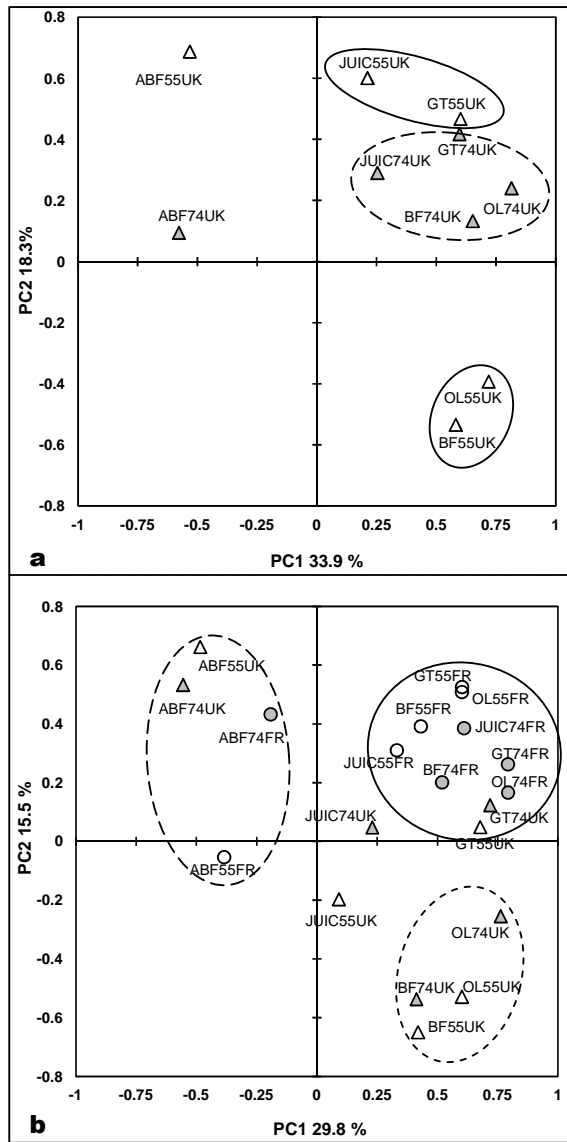 0.8
ABF55UK
JUIC55UK
0.6
GT55UK
0.4
GT74UK
JUIC74UK
ABF74UK
BF74UK
OL74UK
0.2
0
-0.2
-0.4
OL55UK
BF55UK
-0.6
-0.8
PC2 18.3%
-1 -0.75 -0.5 -0.25 0 0.25 0.5 0.75 1
a
PC1 33.9 %
0.8
0.6
ABF55UK
GT55FR
OL55FR
ABF74UK
BF55FR
0.4
ABF74FR
JUIC74FR
JUIC55FR
GT74FR
BF74FR
OL74FR
0.2
JUIC74UK
GT74UK
GT55UK
0
ABF55FR
-0.2
JUIC55UK
OL74UK
-0.4
BF74UK
OL55UK
-0.6
BF55UK
-0.8
PC2 15.5 %
-1 -0.75 -0.5 -0.25 0 0.25 0.5 0.75 1
b
PC1 29.8 %